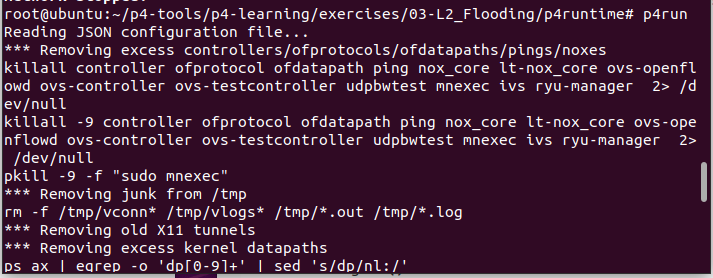 root@ubuntu:~/p4-tools/p4-learning/exercises/03-L2_Flooding/p4runtime# p4run
Reading JSON configuration file...
*** Removing excess controllers/ofprotocols/ofdatapaths/pings/noxes
killall controller ofprotocol ofdatapath ping nox_core lt-nox_core ovs-openfl
owd ovs-controller ovs-testcontroller udpbwtest mnexec ivs ryu-manager  2> /d
ev/null
killall -9 controller ofprotocol ofdatapath ping nox_core lt-nox_core ovs-ope
nflowd ovs-controller ovs-testcontroller udpbwtest mnexec ivs ryu-manager  2>
 /dev/null
pkill -9 -f "sudo mnexec"
*** Removing junk from /tmp
rm -f /tmp/vconn* /tmp/vlogs* /tmp/*.out /tmp/*.log
*** Removing old X11 tunnels
*** Removing excess kernel datapaths
ps ax | egrep -o 'dp[0-9]+' | sed 's/dp/nl:/'